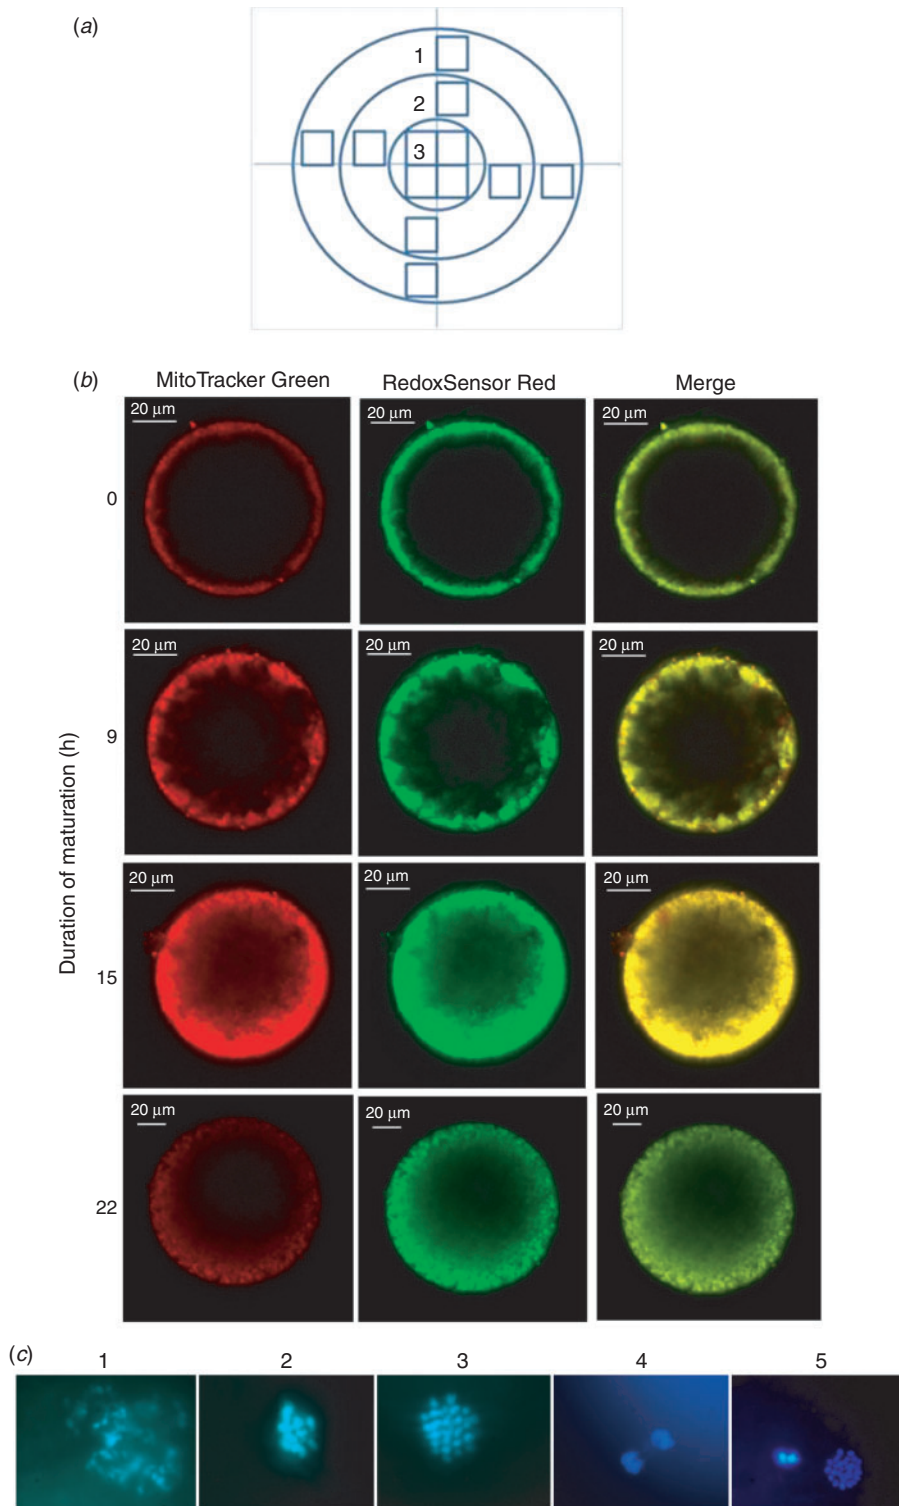 (a)
1
2
3
(b)
MitoTracker Green RedoxSensor Red Merge
20 µm 20 µm 20 µm
0
20 µm 20 µm 20 µm
9
20 µm 20 µm 20 µm
15
20 µm 20 µm 20 µm
22
Duration of maturation (h)
(c)
1 2 3 4 5